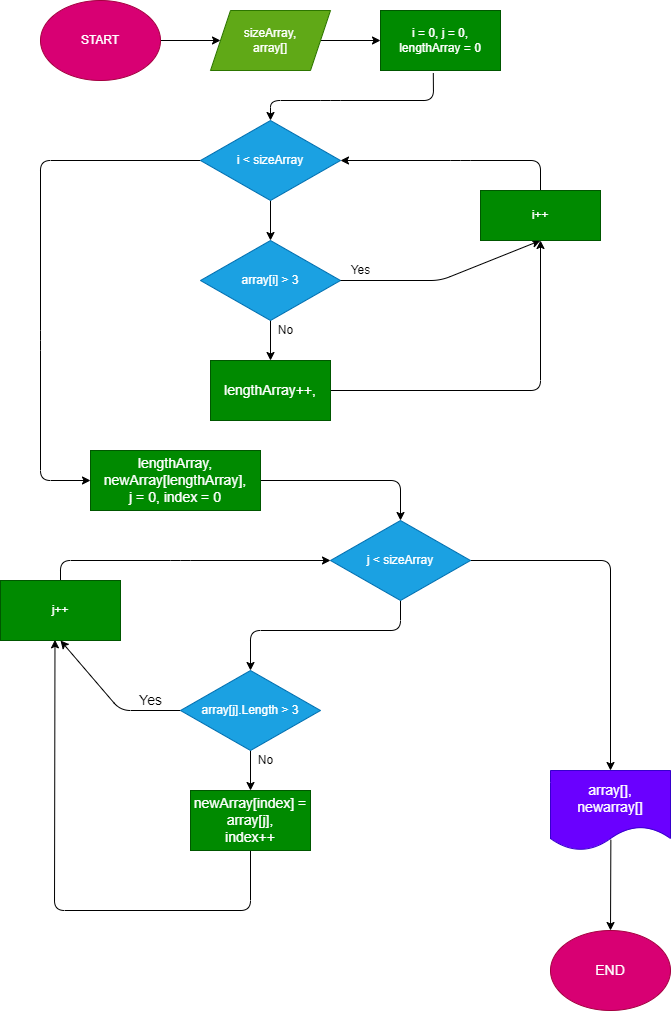 START
sizeArray,
array[]
i = 0, j = 0,
lengthArray = 0
i < sizeArray
i++
array[i] > 3
Yes
No
lengthArray++,
lengthArray,
newArray[lengthArray],
j = 0, index = 0
j < sizeArray
j++
array[j].Length > 3
Yes
No
newArray[index] =
array[j],
index++
array[],
newarray[]
END